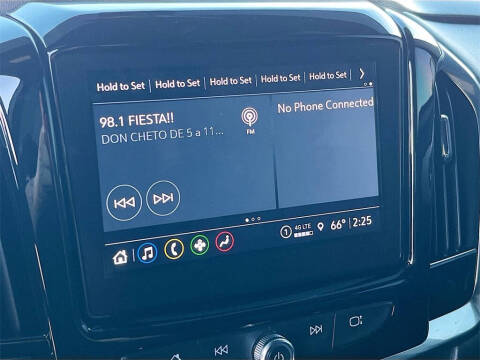 Hold to Set Hold to Set Hold to Set Hold to Set Hold to Set
98.1 FIESTA!!
DON CHETO DE 5 a 11...
FM
No Phone Connected
1 4G LTE 66° 2:25